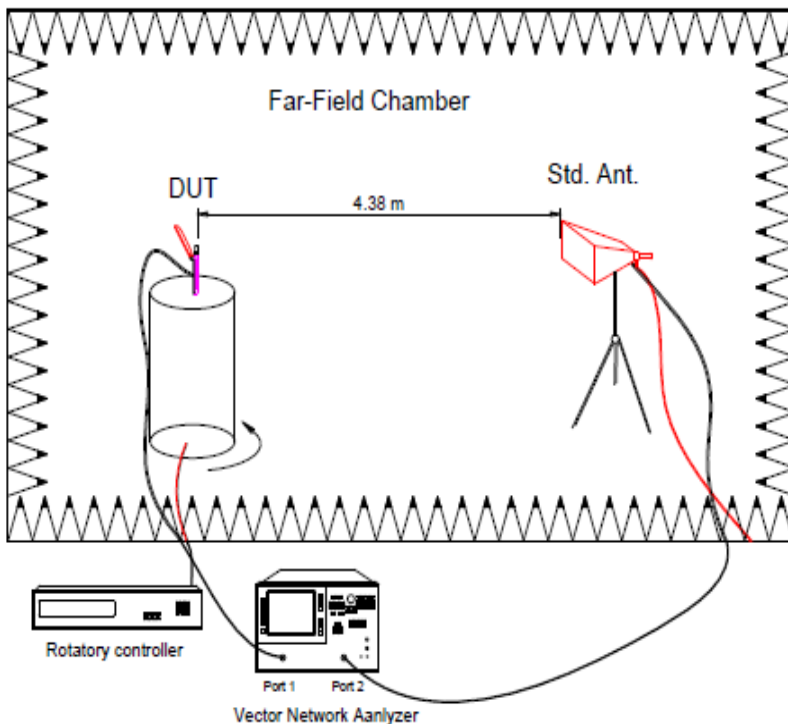 Far-Field Chamber
DUT
Std. Ant.
4.38 m
Rotatory controller
Port 1
Port 2
Vector Network Aanlyzer